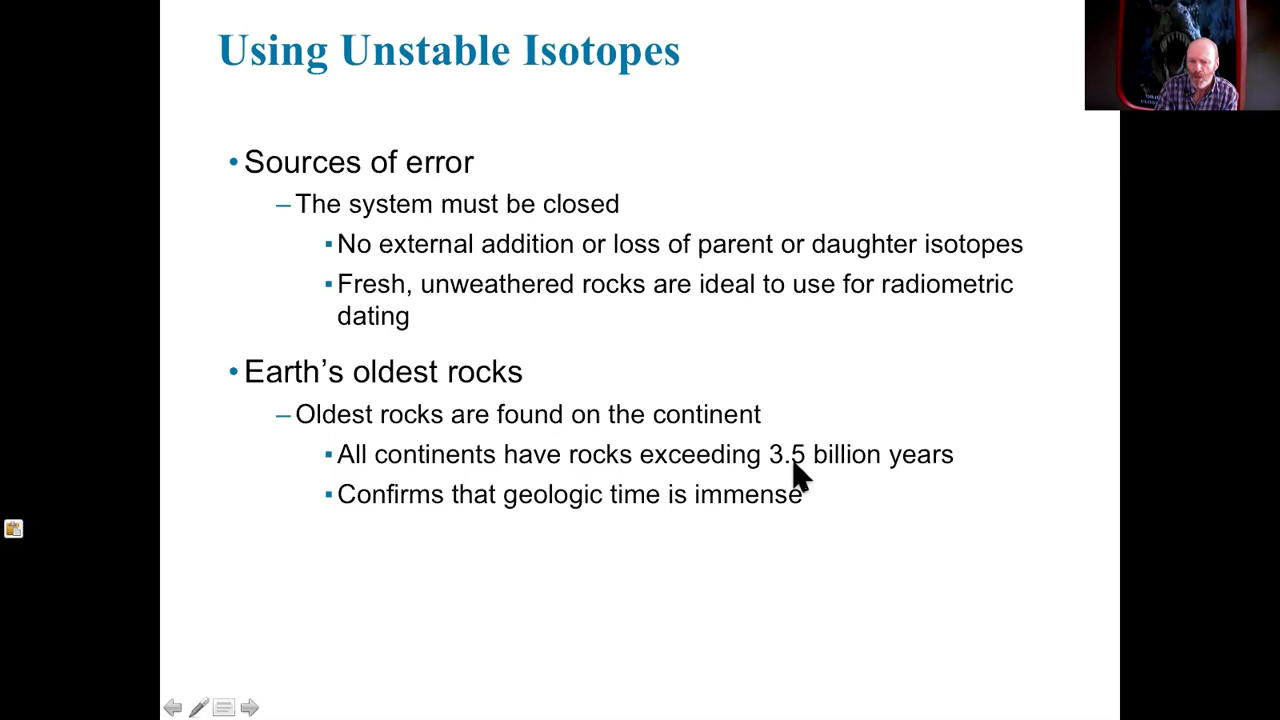 Using Unstable Isotopes
•Sources of error
–The system must be closed
▪No external addition or loss of parent or daughter isotopes
▪Fresh, unweathered rocks are ideal to use for radiometric
dating
•Earth’s oldest rocks
–Oldest rocks are found on the continent
▪All continents have rocks exceeding 3.5 billion years
▪Confirms that geologic time is immense